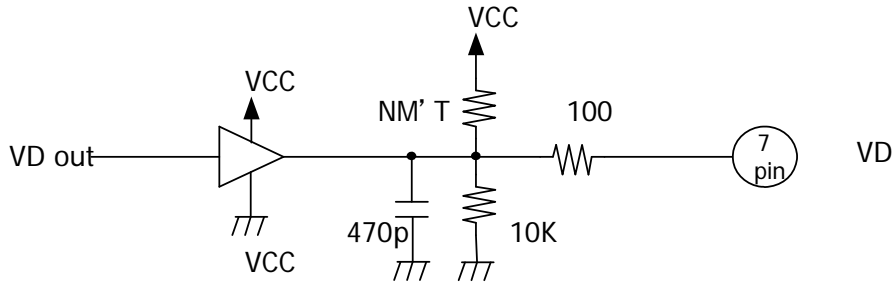 VCC
VCC
NM' T
100
VD out
7
pin
VD
470p
10K
VCC